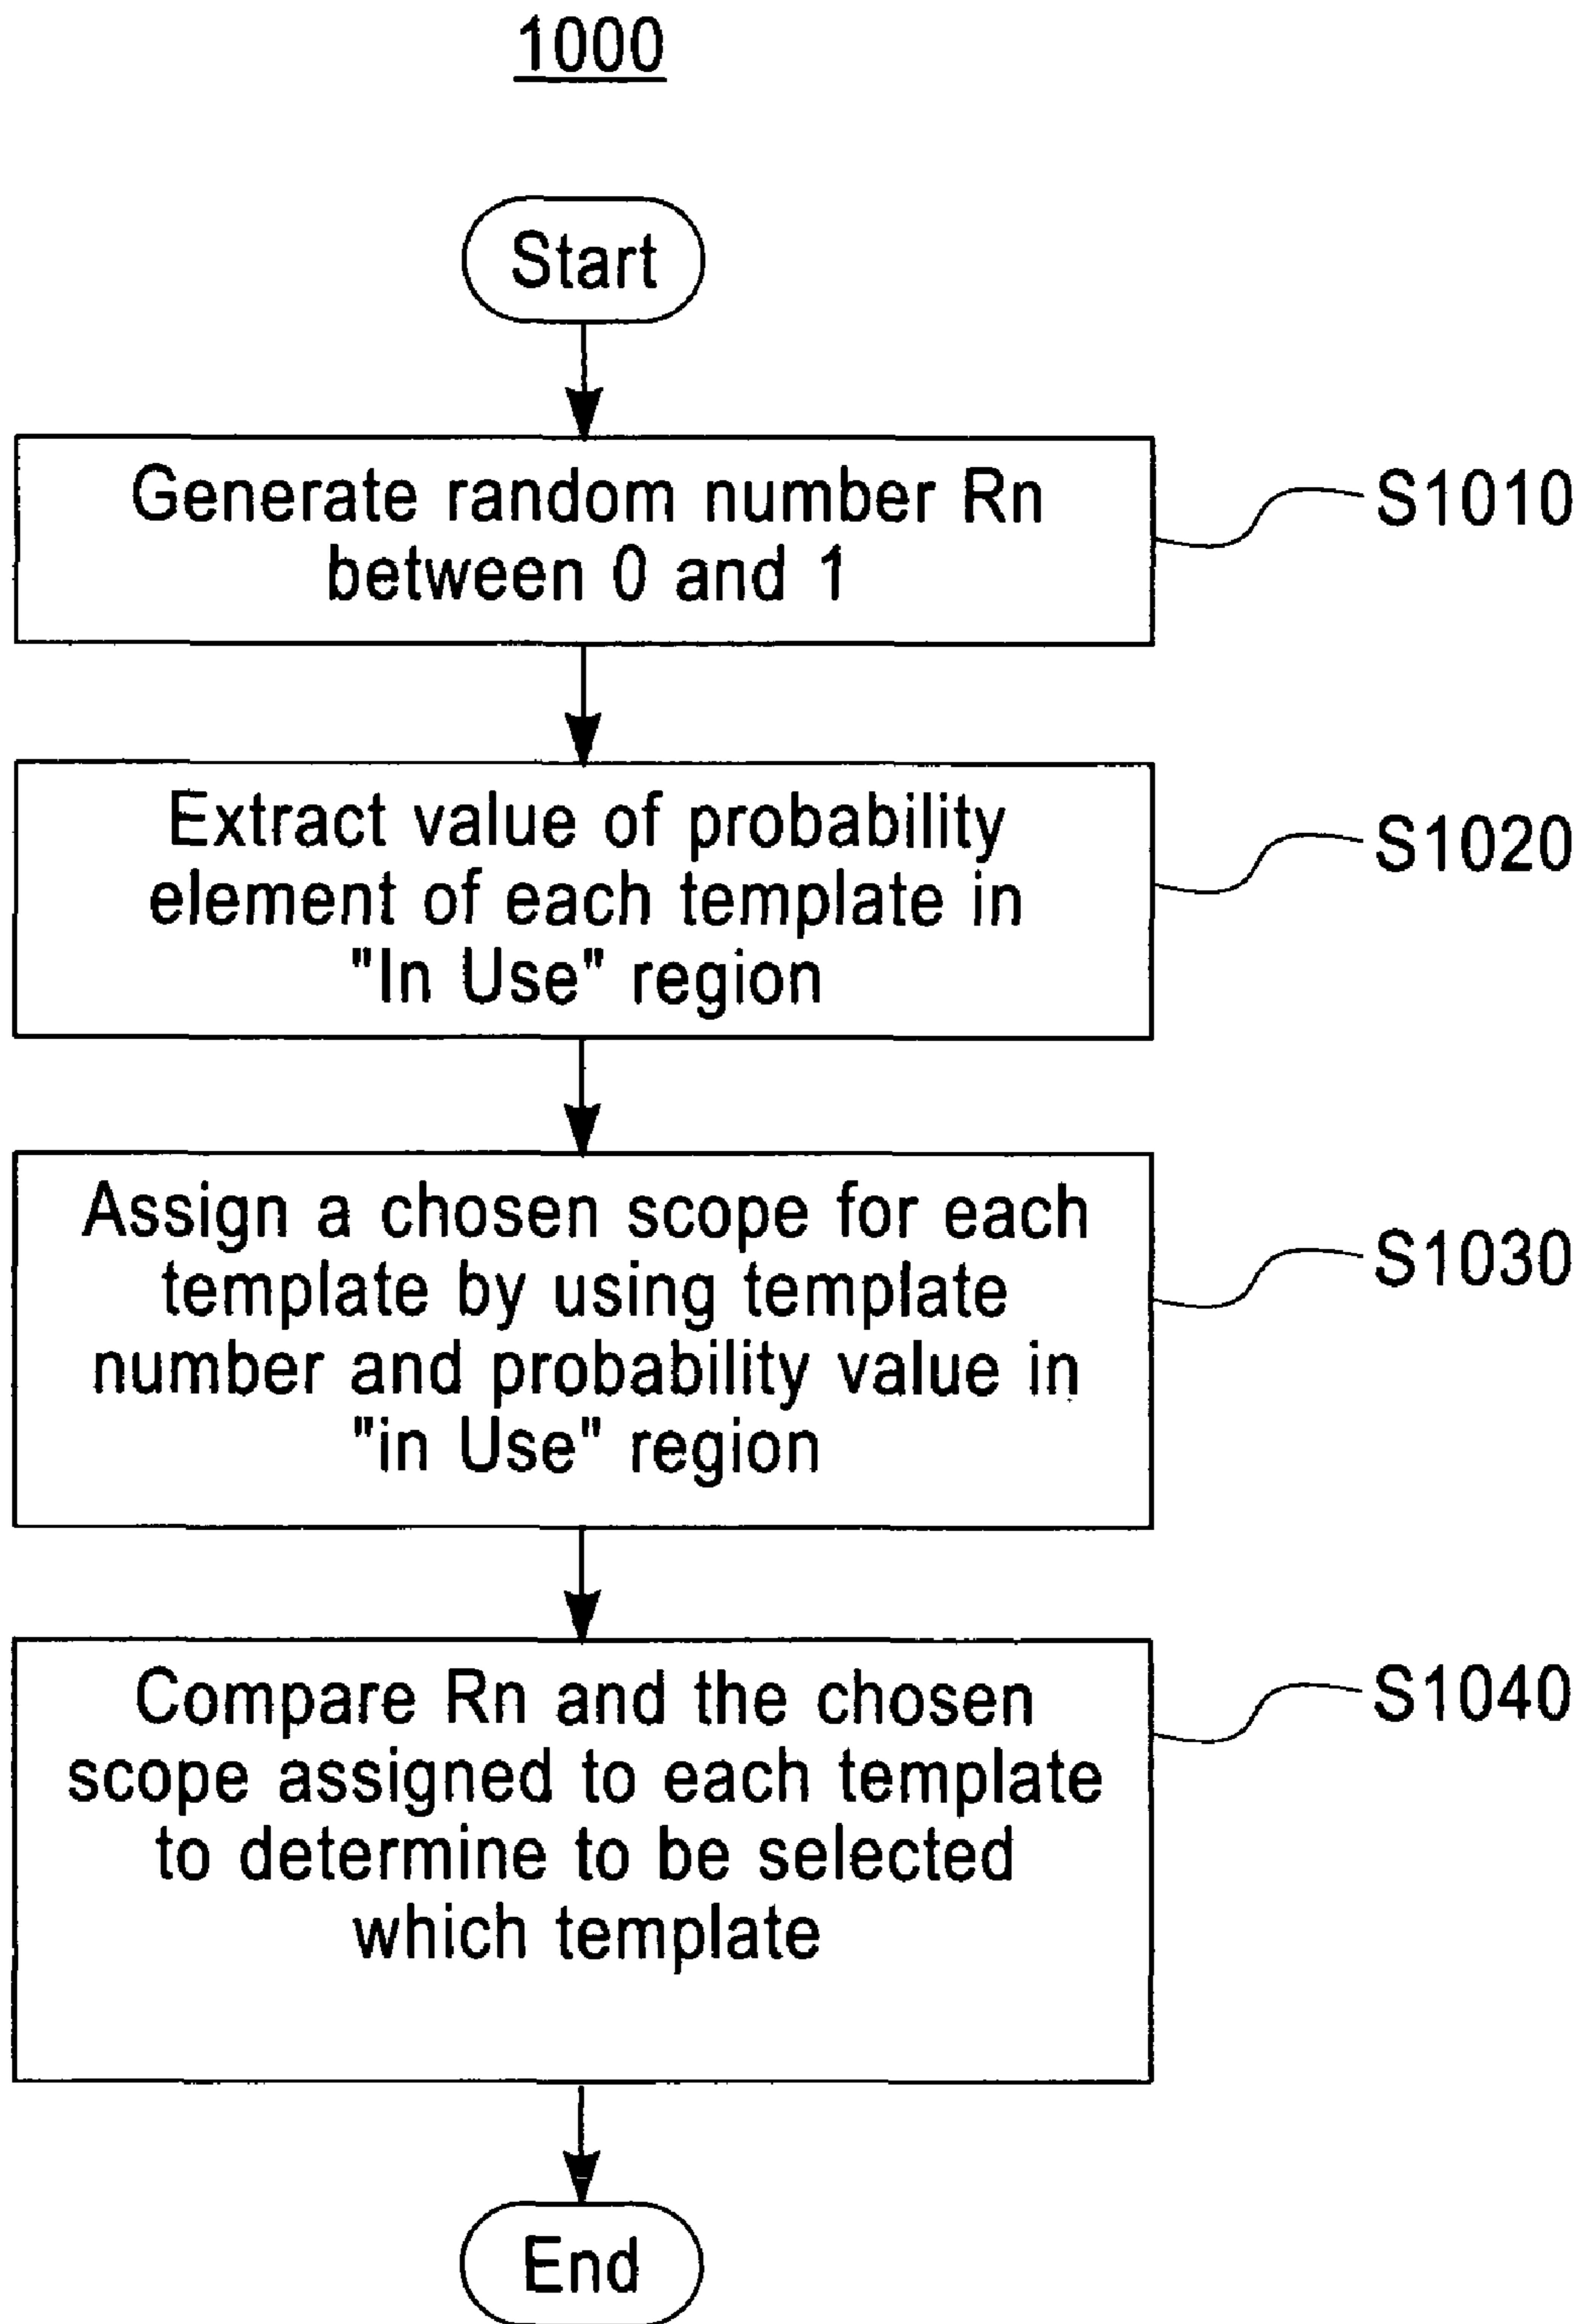 1000
Start
Generate random number Rn
between 0 and 1
S1010
Extract value of probability
element of each template in
"In Use" region
S1020
Assign a chosen scope for each
template by using template
number and probability value in
"in Use" region
S1030
Compare Rn and the chosen
scope assigned to each template
to determine to be selected
which template
S1040
End